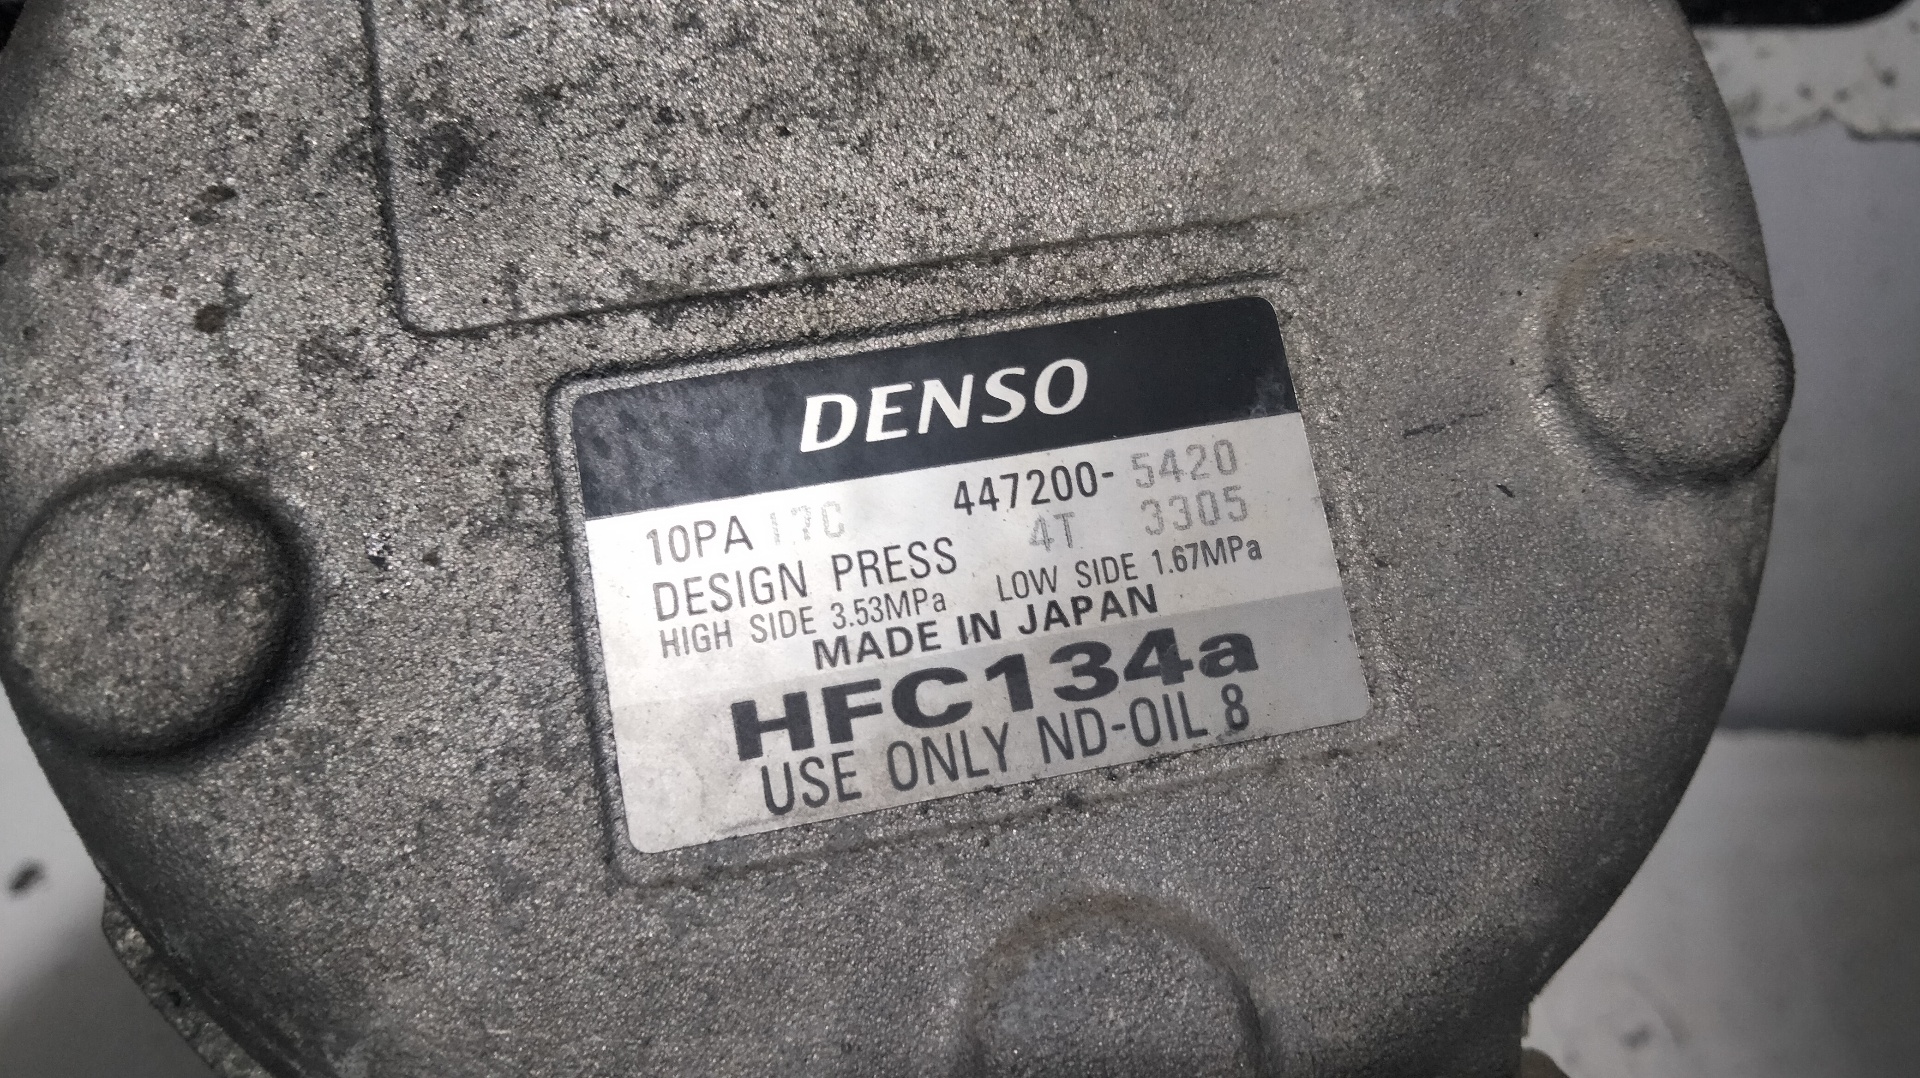 DENSO
10PA 17C 447200-5420
4T 3305
DESIGN PRESS
HIGH SIDE 3.53MPa LOW SIDE 1.67MPa
MADE IN JAPAN
HFC134a
USE ONLY ND-OIL 8